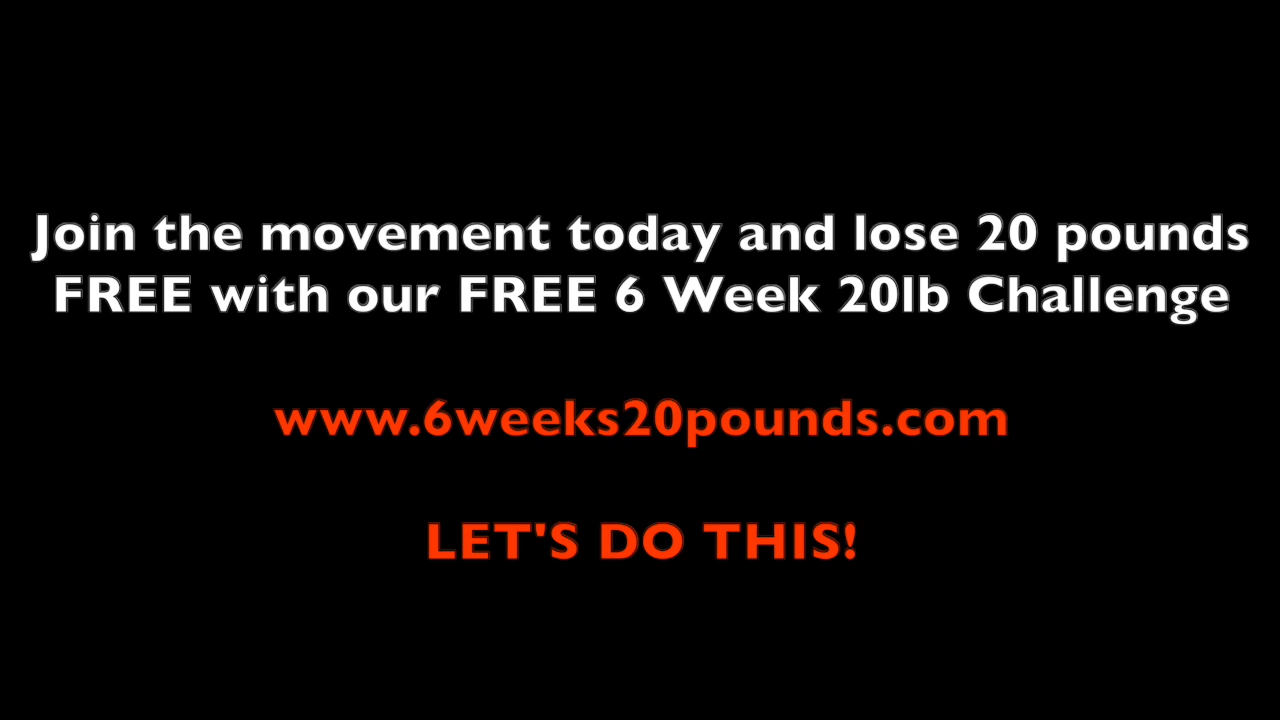 Join the movement today and lose 20 pounds
FREE with our FREE 6 Week 20lb Challenge
www.6weeks20pounds.com
LET'S DO THIS!